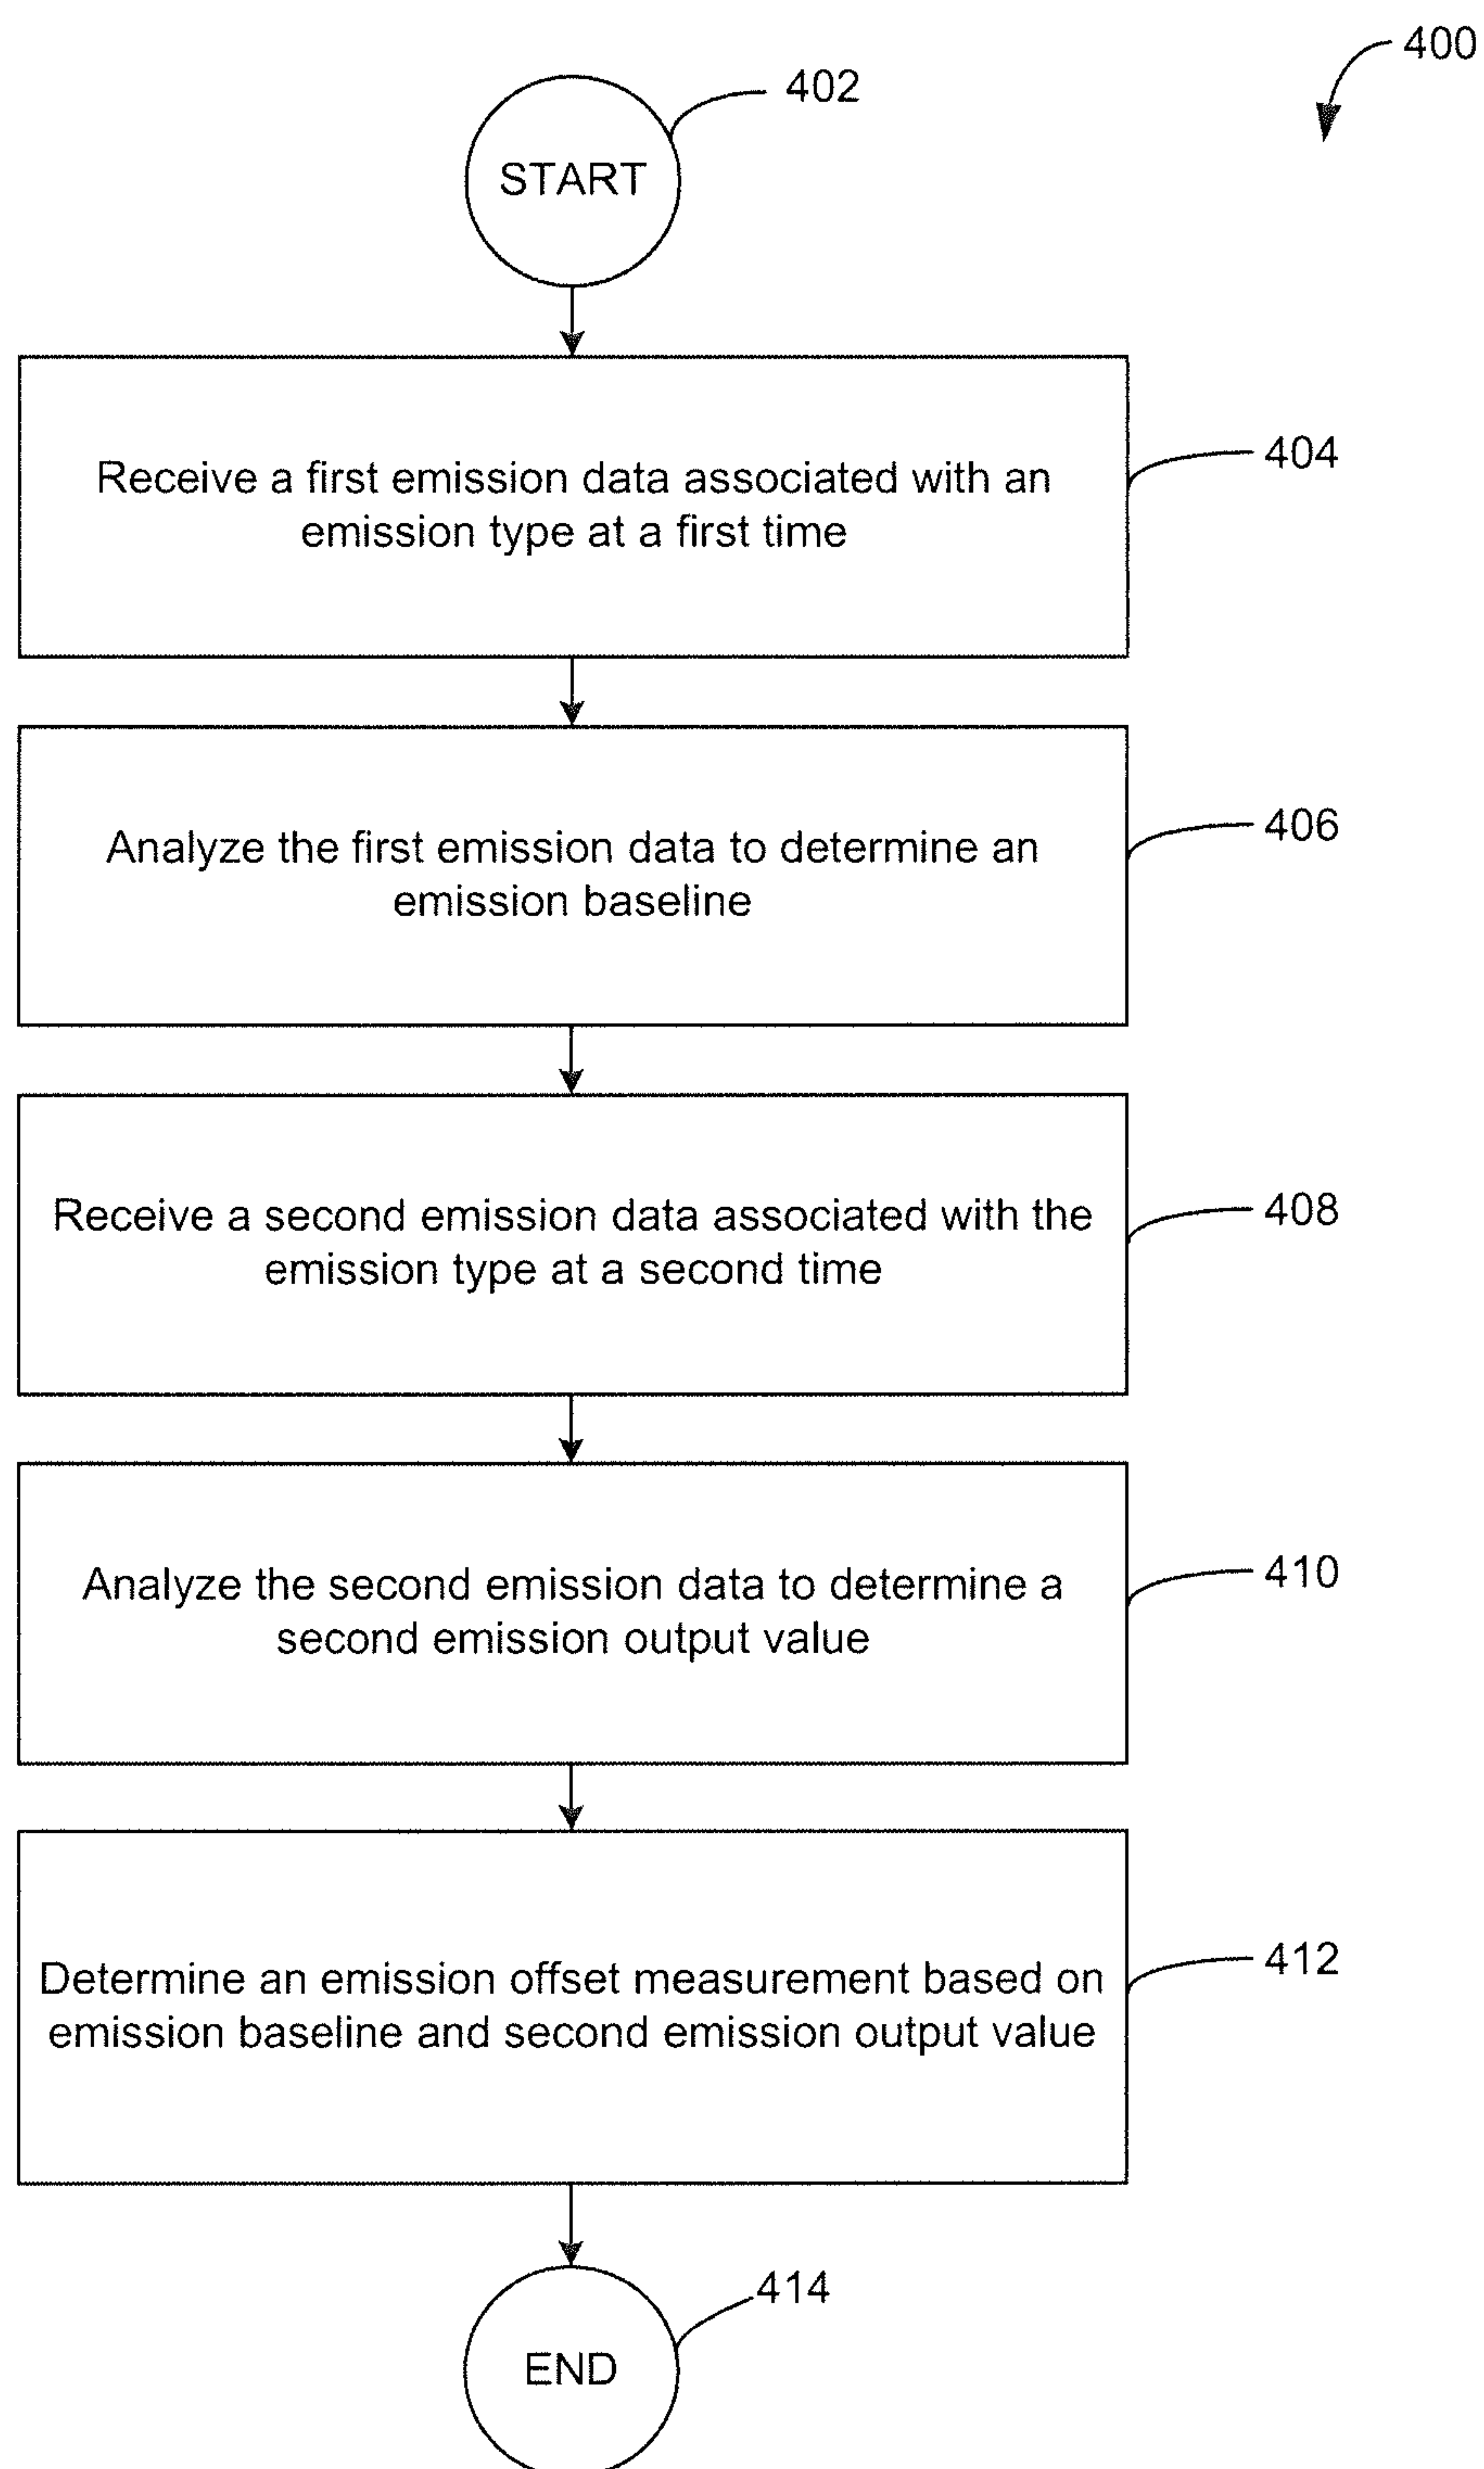 400
402
START
Receive a first emission data associated with an
emission type at a first time
404
Analyze the first emission data to determine an
emission baseline
406
Receive a second emission data associated with the
emission type at a second time
408
Analyze the second emission data to determine a
second emission output value
410
Determine an emission offset measurement based on
emission baseline and second emission output value
412
414
END